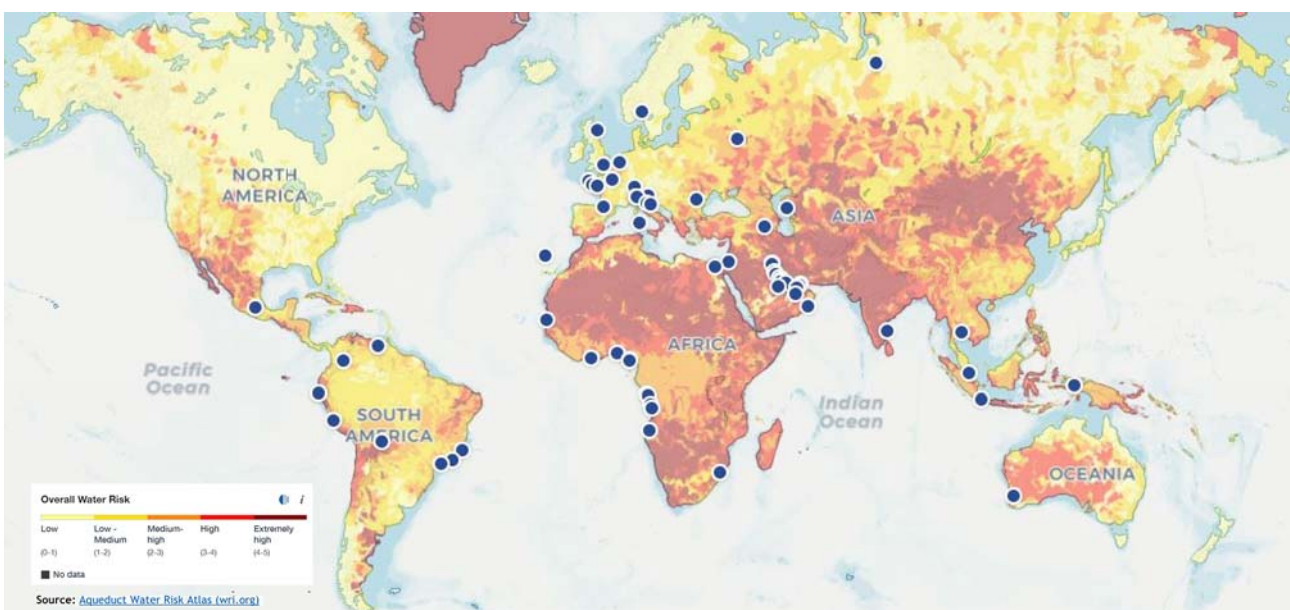 NORTH
AMERICA
ASIA
AFRICA
Pacific
Ocean
SOUTH
AMERICA
Indian
Ocean
OCEANIA
Overall Water Risk i
Low Low - Medium- High Extremely
Medium high high
(0-1) (1-2) (2-3) (3-4) (4-5)
No data
Source: Aqueduct Water Risk Atlas (wri.org)